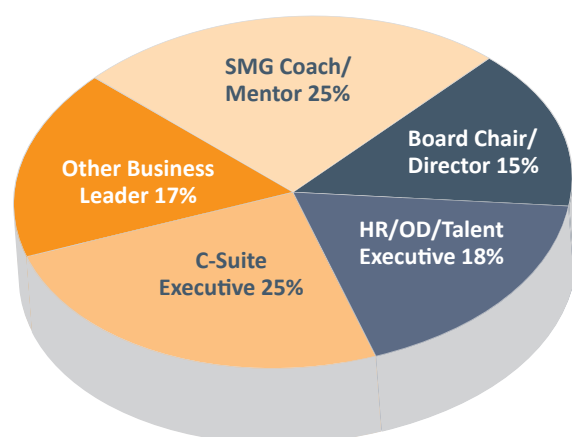 SMG Coach/
Mentor 25%
Board Chair/
Director 15%
Other Business
Leader 17%
HR/OD/Talent
Executive 18%
C-Suite
Executive 25%